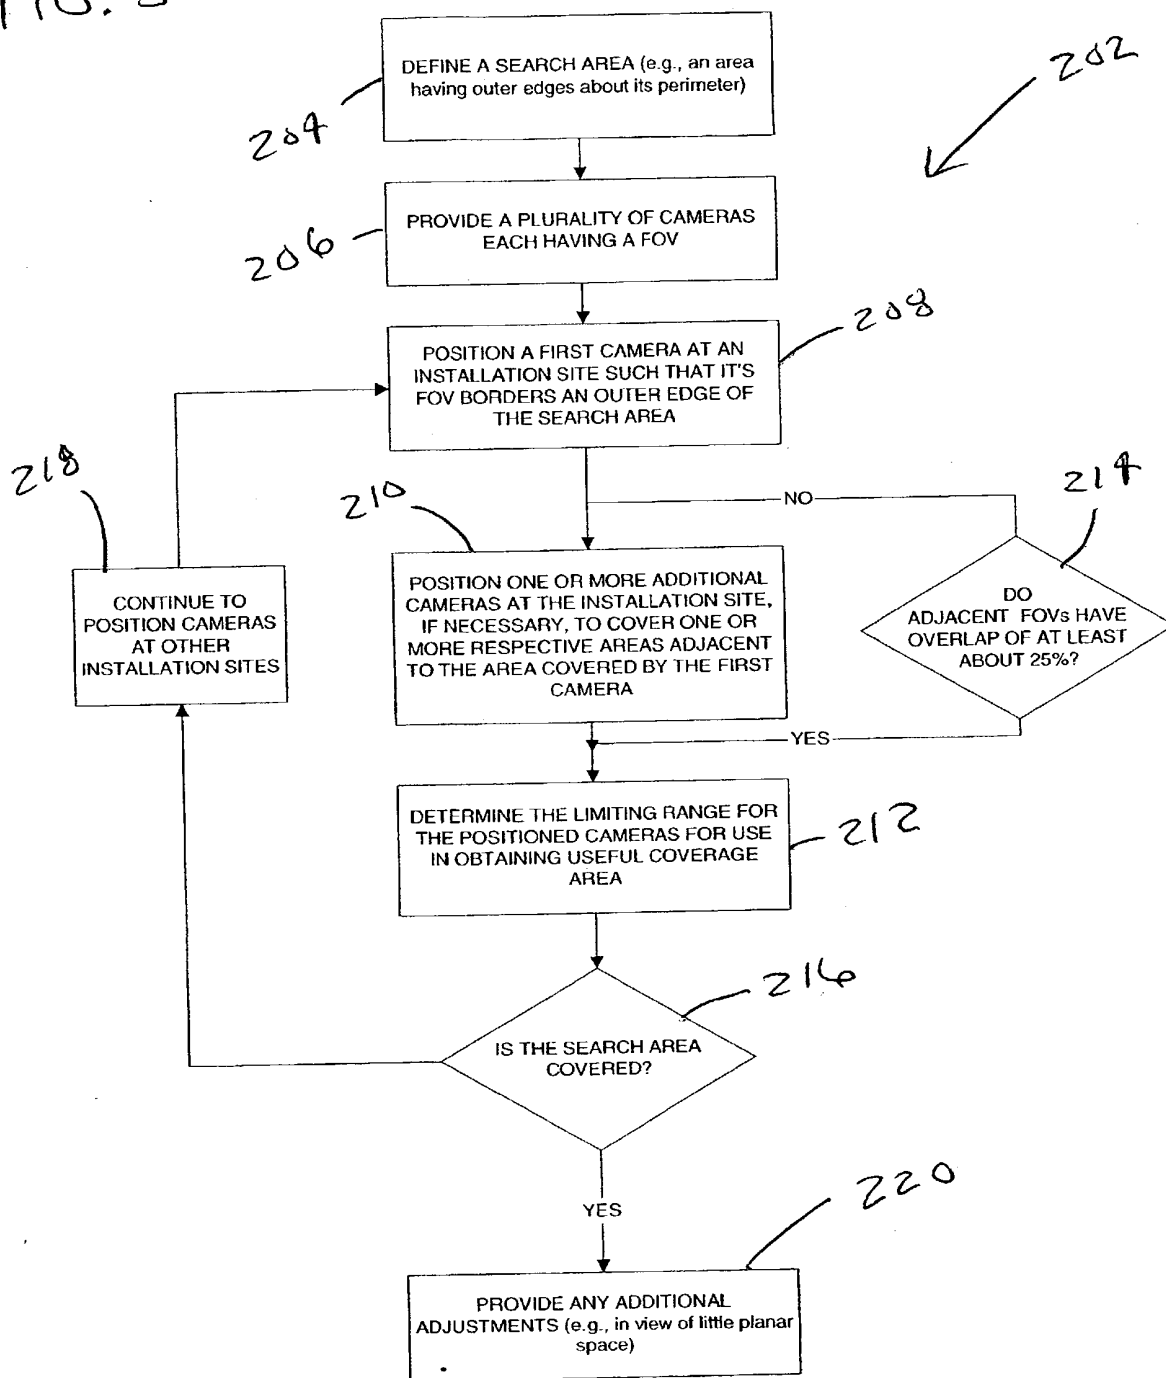 FIG.
202
DEFINE A SEARCH AREA (e.g., an area
having outer edges about its perimeter)
204
PROVIDE A PLURALITY OF CAMERAS
EACH HAVING A FOV
206
208
POSITION A FIRST CAMERA AT AN
INSTALLATION SITE SUCH THAT IT'S
FOV BORDERS AN OUTER EDGE OF
THE SEARCH AREA
218
210
NO
214
CONTINUE TO
POSITION CAMERAS
AT OTHER
INSTALLATION SITES
POSITION ONE OR MORE ADDITIONAL
CAMERAS AT THE INSTALLATION SITE,
IF NECESSARY, TO COVER ONE OR
MORE RESPECTIVE AREAS ADJACENT
TO THE AREA COVERED BY THE FIRST
CAMERA
DO
ADJACENT FOVs HAVE
OVERLAP OF AT LEAST
ABOUT 25%?
YES
DETERMINE THE LIMITING RANGE FOR
THE POSITIONED CAMERAS FOR USE
IN OBTAINING USEFUL COVERAGE
AREA
212
216
IS THE SEARCH AREA
COVERED?
YES
220
PROVIDE ANY ADDITIONAL
ADJUSTMENTS (e.g., in view of little planar
space)